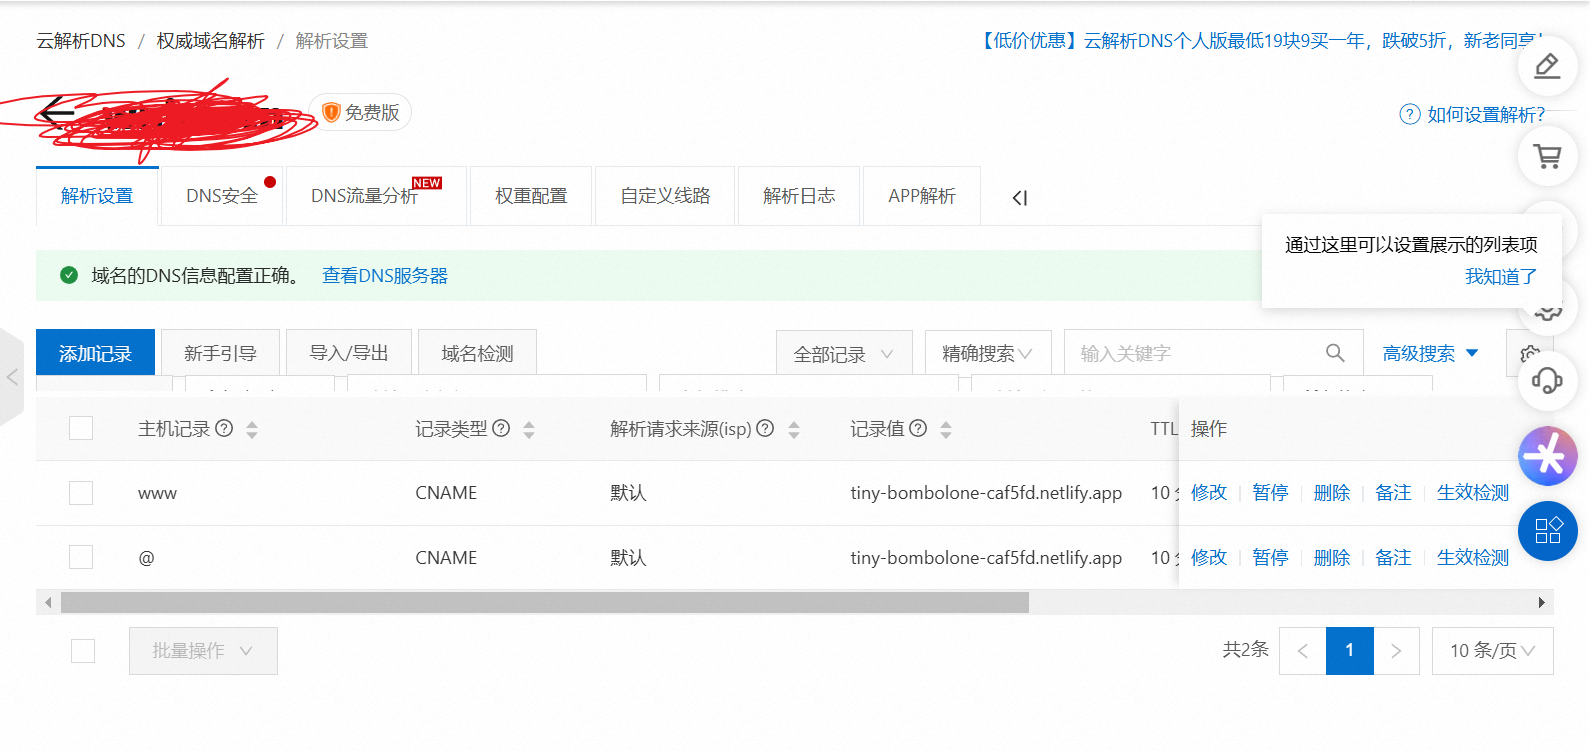 云解析DNS / 权威域名解析 / 解析设置
【低价优惠】云解析DNS个人版最低19块9买一年，跌破5折，新老同享！
免费版
如何设置解析？
解析设置 DNS安全 DNS流量分析 NEW 权重配置 自定义线路 解析日志 APP解析
通过这里可以设置展示的列表项
我知道了
域名的DNS信息配置正确。 查看DNS服务器
添加记录 新手引导 导入/导出 域名检测 全部记录 精确搜索 输入关键字 高级搜索
主机记录 记录类型 解析请求来源(isp) 记录值 TTL 操作
www CNAME 默认 tiny-bombolone-caf5fd.netlify.app 10 修改 暂停 删除 备注 生效检测
@ CNAME 默认 tiny-bombolone-caf5fd.netlify.app 10 修改 暂停 删除 备注 生效检测
批量操作 共2条 1 10 条/页